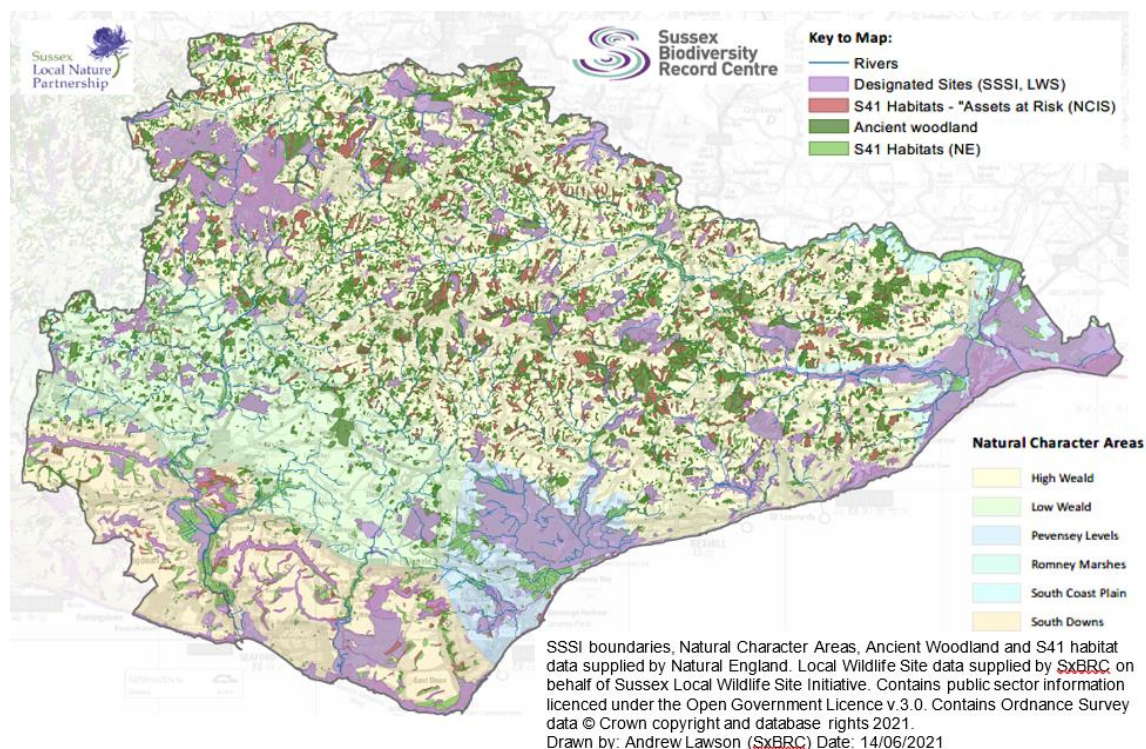 Sussex
Local Nature
Partnership
Sussex
Biodiversity
Record Centre
Key to Map:
Rivers
Designated Sites (SSSI, LWS)
S41 Habitats - "Assets at Risk (NCIS)
Ancient woodland
S41 Habitats (NE)
Natural Character Areas
High Weald
Low Weald
Pevensey Levels
Romney Marshes
South Coast Plain
South Downs
BEXHILL
SEAFORD
East Dean
SSSI boundaries, Natural Character Areas, Ancient Woodland and S41 habitat
data supplied by Natural England. Local Wildlife Site data supplied by SxBRC on
behalf of Sussex Local Wildlife Site Initiative. Contains public sector information
licenced under the Open Government Licence v.3.0. Contains Ordnance Survey
data © Crown copyright and database rights 2021.
Drawn by: Andrew Lawson (SxBRC) Date: 14/06/2021